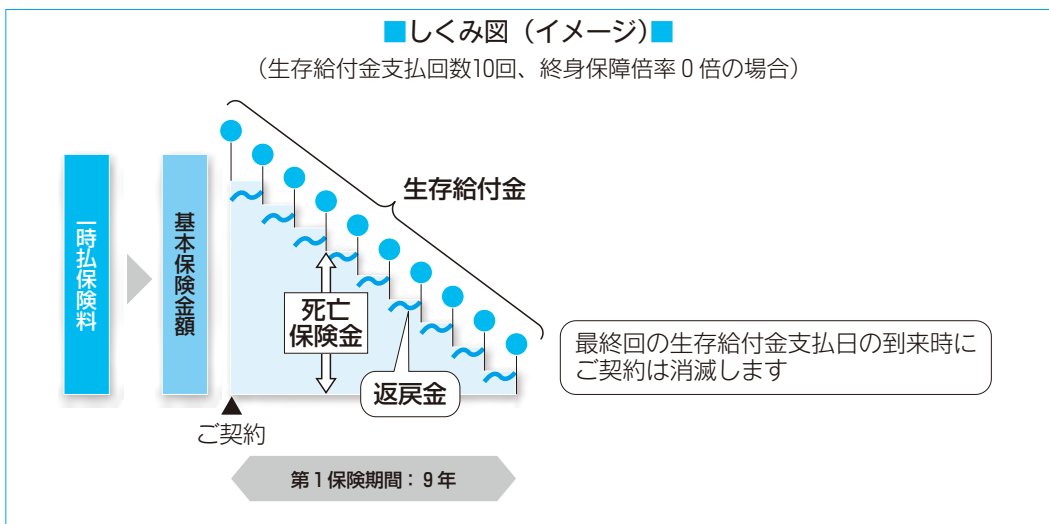 ■しくみ図（イメージ）■
（生存給付金支払回数10回、終身保障倍率０倍の場合）
一時払保険料
基本保険金額
生存給付金
死亡
保険金
返戻金
最終回の生存給付金支払日の到来時に
ご契約は消滅します
▲
ご契約
第１保険期間：９年